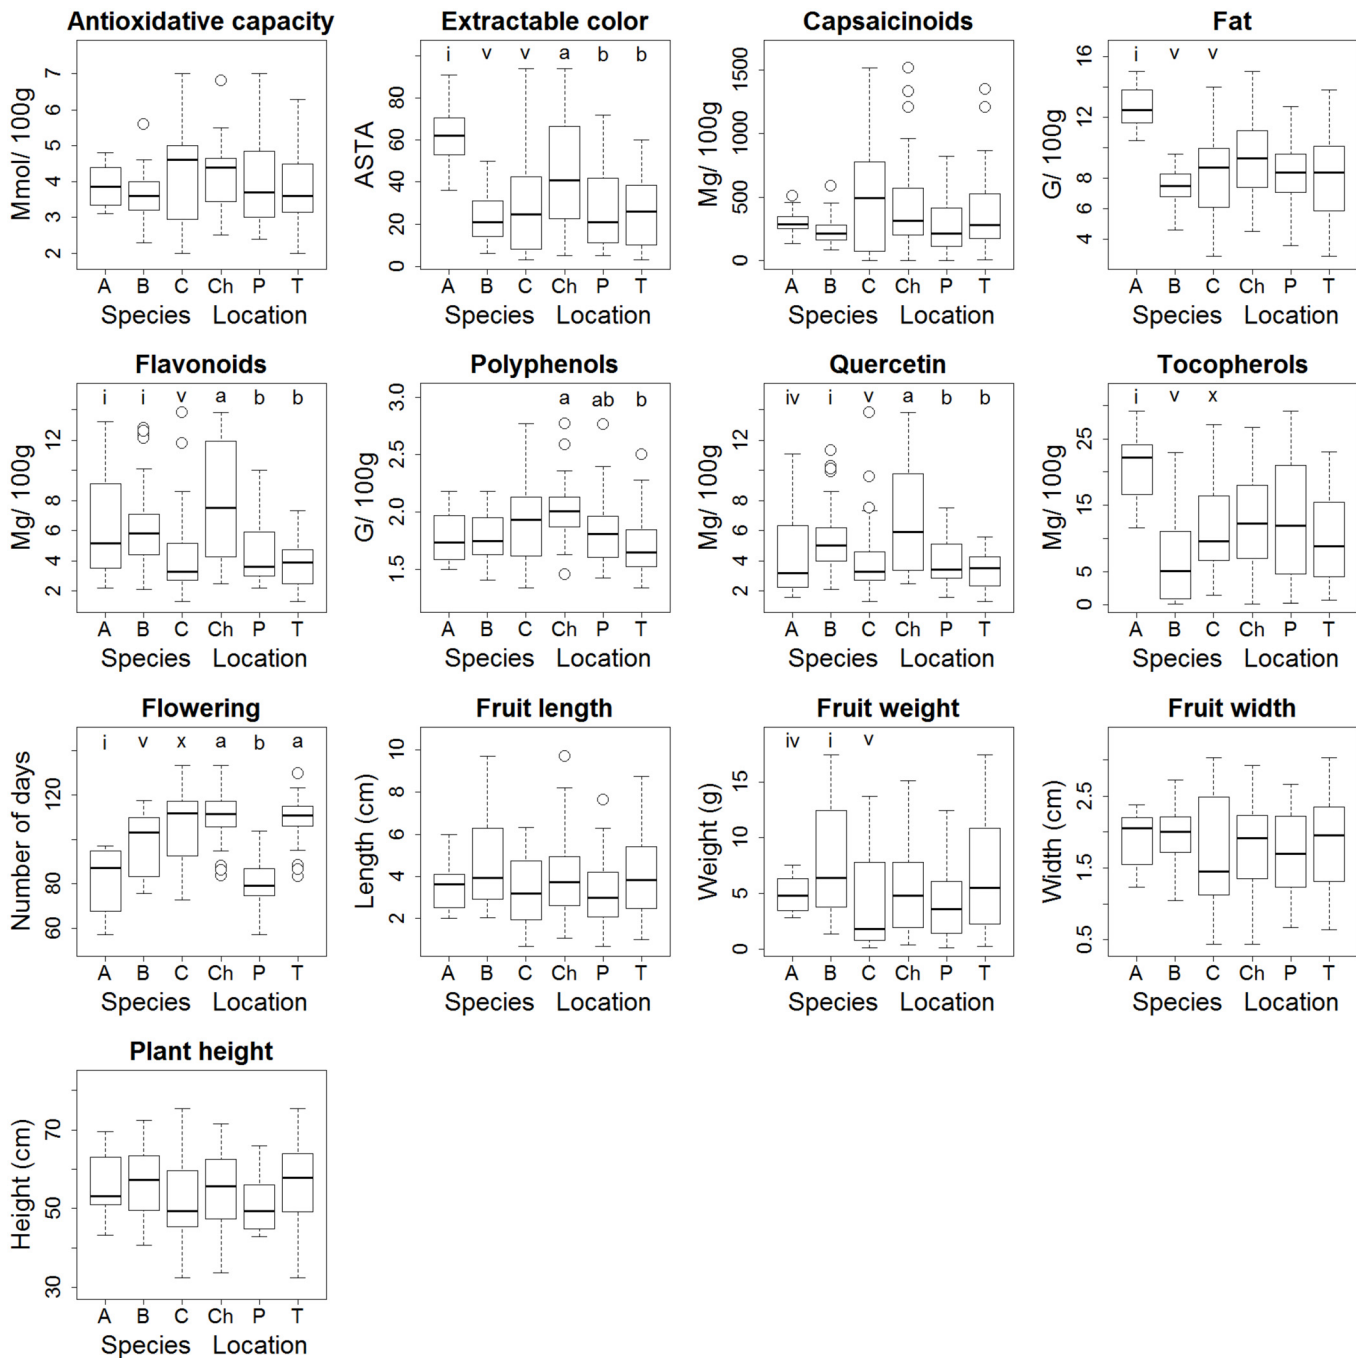 Antioxidative capacity
Mmol/ 100g
7
6
5
4
3
2
A B C Ch P T
Species Location
Extractable color
ASTA
80
60
40
20
0
i v v a b b
A B C Ch P T
Species Location
Capsaicinoids
Mg/ 100g
1500
1000
500
0
A B C Ch P T
Species Location
Fat
G/ 100g
16
12
8
4
i v v
A B C Ch P T
Species Location
Flavonoids
Mg/ 100g
12
8
6
4
2
i i v a b b
A B C Ch P T
Species Location
Polyphenols
G/ 100g
3.0
2.5
2.0
1.5
a ab b
A B C Ch P T
Species Location
Quercetin
Mg/ 100g
12
8
6
4
2
iv i v a b b
A B C Ch P T
Species Location
Tocopherols
Mg/ 100g
25
15
5
0
i v x
A B C Ch P T
Species Location
Flowering
Number of days
120
80
60
i v x a b a
A B C Ch P T
Species Location
Fruit length
Length (cm)
10
8
6
4
2
A B C Ch P T
Species Location
Fruit weight
Weight (g)
15
10
5
0
iv i v
A B C Ch P T
Species Location
Fruit width
Width (cm)
2.5
1.5
0.5
A B C Ch P T
Species Location
Plant height
Height (cm)
70
50
30
A B C Ch P T
Species Location